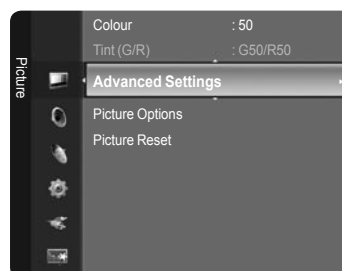 Picture
Colour : 50
Tint (G/R) : G50/R50
Advanced Settings
Picture Options
Picture Reset